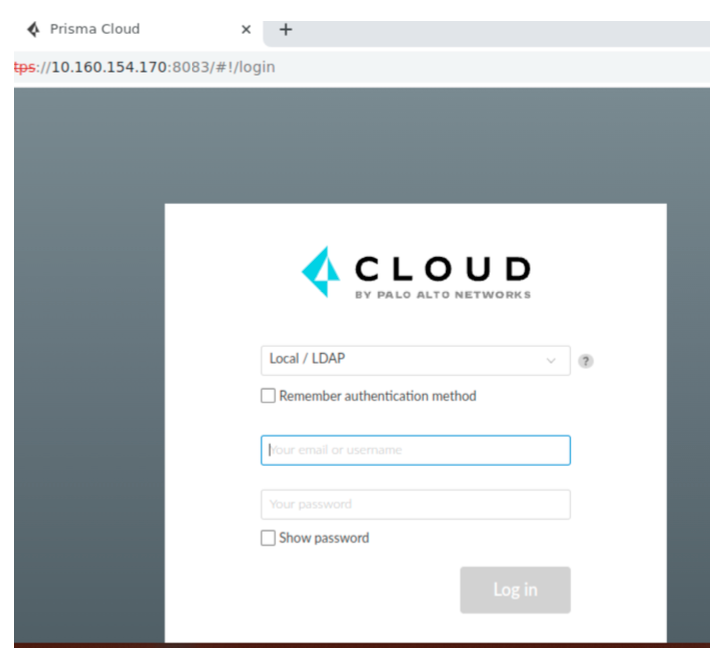 Prisma Cloud
tps://10.160.154.170:8083/#!/login
CLOUD
BY PALO ALTO NETWORKS
Local / LDAP
?
Remember authentication method
Your email or username
Your password
Show password
Log in